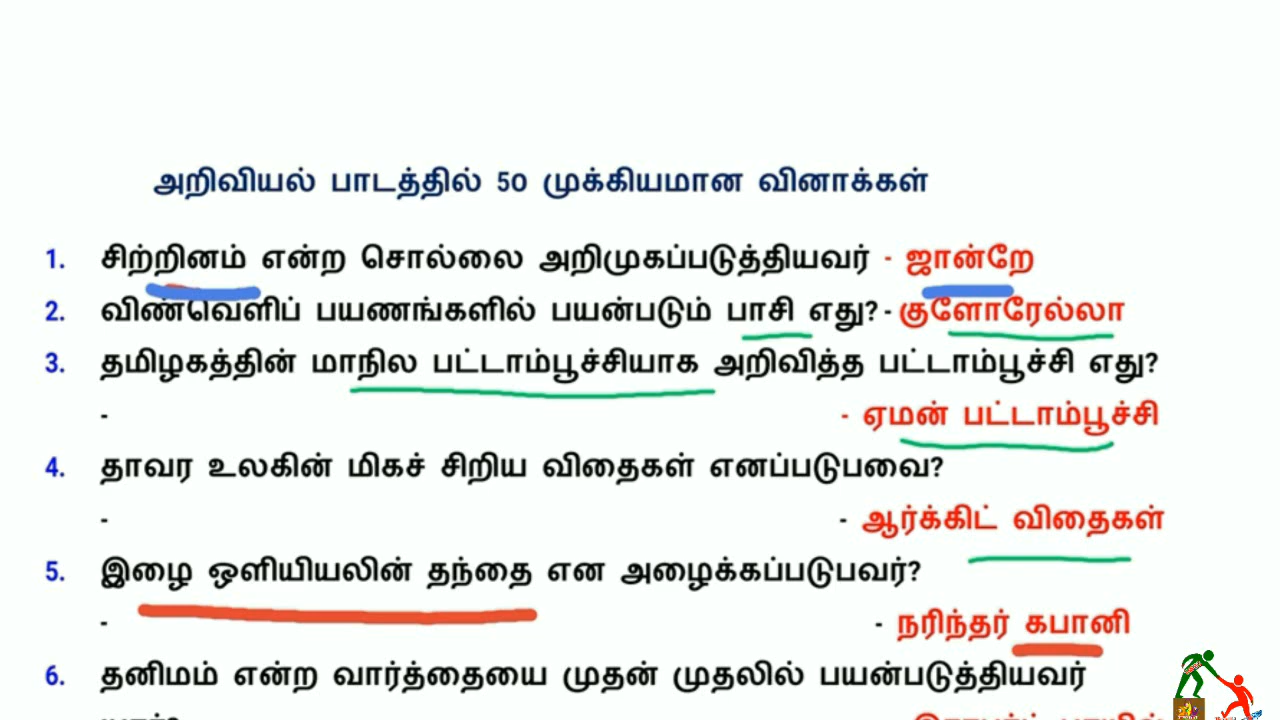 அறிவியல் பாடத்தில் 50 முக்கியமான வினாக்கள்
1. சிற்றினம் என்ற சொல்லை அறிமுகப்படுத்தியவர் - ஜான்றே
2. விண்வெளிப் பயணங்களில் பயன்படும் பாசி எது? - குளோரேல்லா
3. தமிழகத்தின் மாநில பட்டாம்பூச்சியாக அறிவித்த பட்டாம்பூச்சி எது?
- - ஏமன் பட்டாம்பூச்சி
4. தாவர உலகின் மிகச் சிறிய விதைகள் எனப்படுபவை?
- - ஆர்க்கிட் விதைகள்
5. இழை ஒளியியலின் தந்தை என அழைக்கப்படுபவர்?
- - நரிந்தர் கபானி
6. தனிமம் என்ற வார்த்தையை முதன் முதலில் பயன்படுத்தியவர்